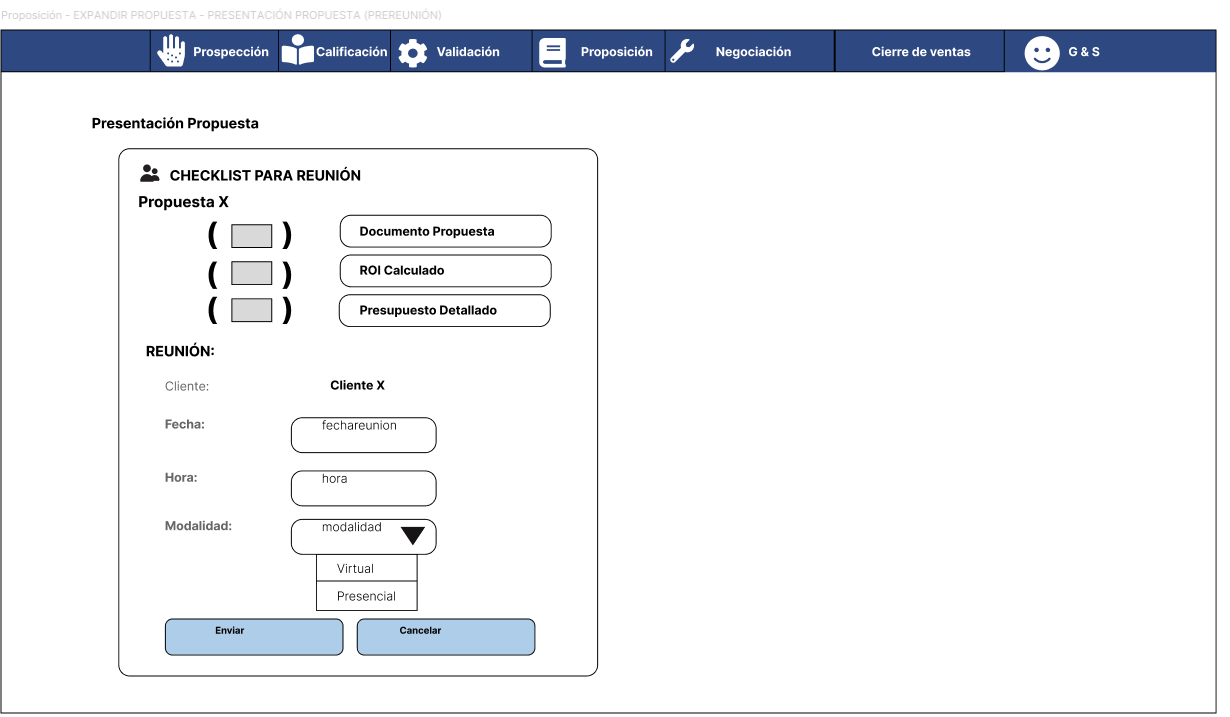 Proposición - EXPANDIR PROPUESTA - PRESENTACIÓN PROPUESTA (PREREUNIÓN)
Prospección Calificación Validación Proposición Negociación Cierre de ventas G & S
Presentación Propuesta
CHECKLIST PARA REUNIÓN
Propuesta X
( ) Documento Propuesta
( ) ROI Calculado
( ) Presupuesto Detallado
REUNIÓN:
Cliente: Cliente X
Fecha: fechareunion
Hora: hora
Modalidad: modalidad
Virtual
Presencial
Enviar Cancelar